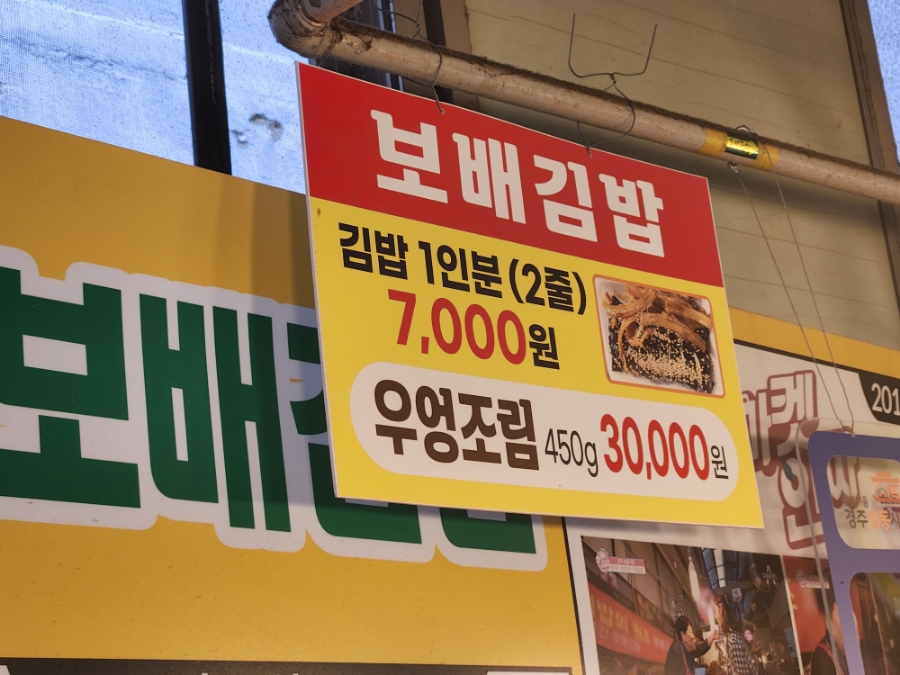 보배김밥
김밥 1인분 (2줄)
7,000원
우엉조림 450g 30,000원
보배
201
경주